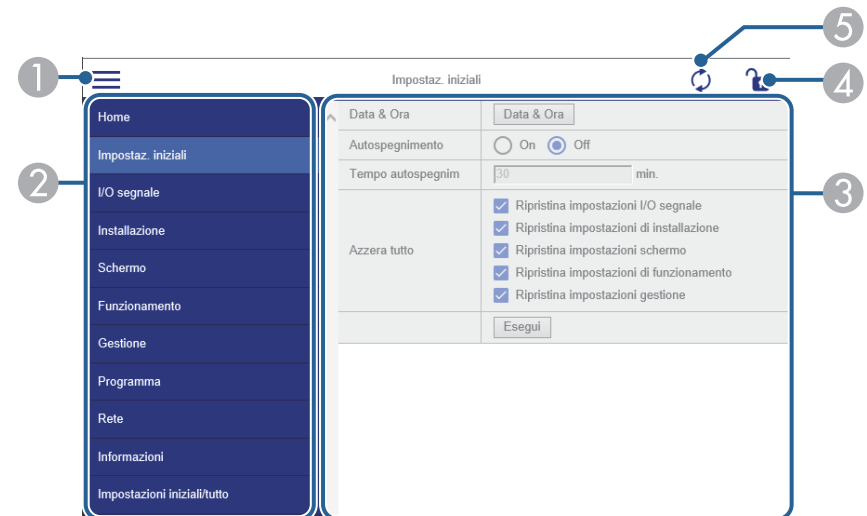 5
1
Impostaz. iniziali
4
2
Home
Impostaz. iniziali
I/O segnale
Installazione
Schermo
Funzionamento
Gestione
Programma
Rete
Informazioni
Impostazioni iniziali/tutto
Data & Ora Data & Ora
Autospegnimento On Off
Tempo autospegnim 30 min.
Azzera tutto
Ripristina impostazioni I/O segnale
Ripristina impostazioni di installazione
Ripristina impostazioni schermo
Ripristina impostazioni di funzionamento
Ripristina impostazioni gestione
Esegui
3